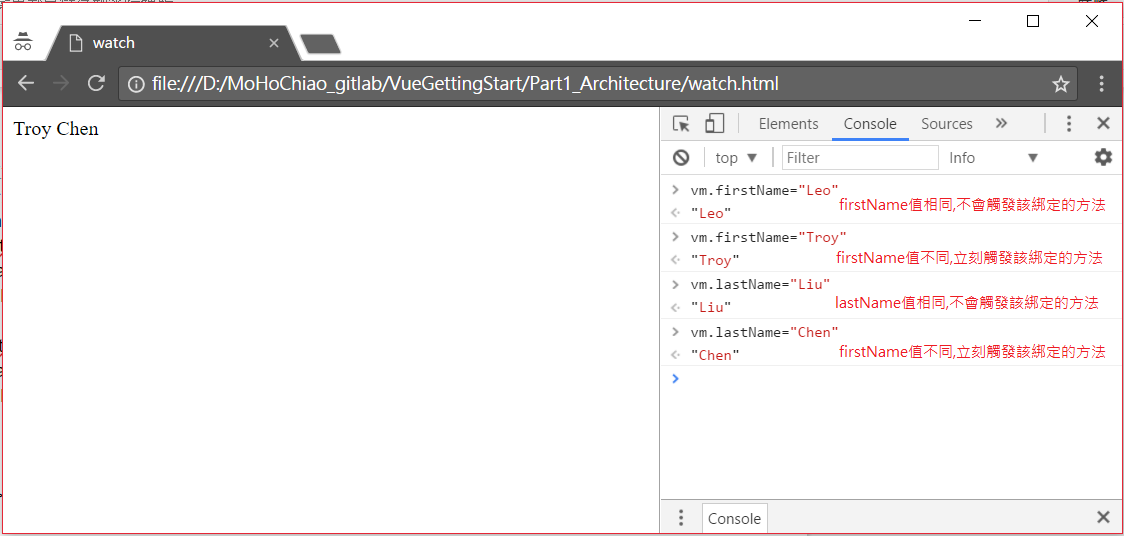 watch
file:///D:/MoHoChiao_gitlab/VueGettingStart/Part1_Architecture/watch.html
Troy Chen
Elements Console Sources
top Filter Info
vm.firstName="Leo"
firstName值相同,不會觸發該綁定的方法
"Leo"
vm.firstName="Troy"
firstName值不同,立刻觸發該綁定的方法
"Troy"
vm.lastName="Liu"
lastName值相同,不會觸發該綁定的方法
"Liu"
vm.lastName="Chen"
firstName值不同,立刻觸發該綁定的方法
"Chen"
Console